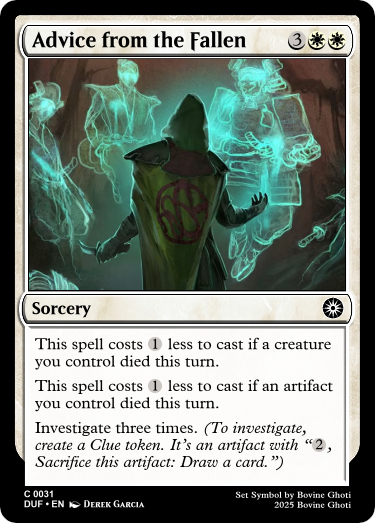 Advice from the Fallen 3
Sorcery
This spell costs 1 less to cast if a creature
you control died this turn.
This spell costs 1 less to cast if an artifact
you control died this turn.
Investigate three times. (To investigate,
create a Clue token. It's an artifact with “2,
Sacrifice this artifact: Draw a card.”)
C 0031
DUF • EN Derek Garcia
Set Symbol by Bovine Ghoti
2025 Bovine Ghoti